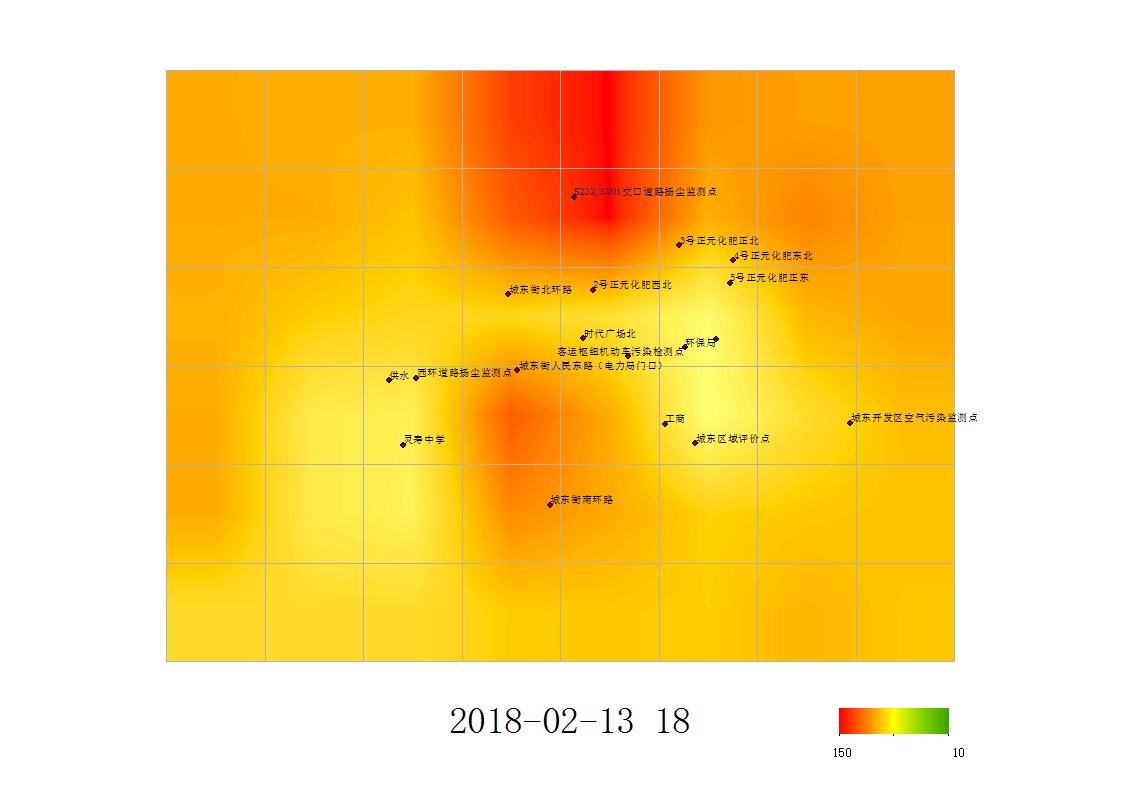 S232,S201交口道路扬尘监测点
3号正元化肥正北
4号正元化肥东北
5号正元化肥正东
城东街北环路
2号正元化肥西北
时代广场北
环保局
客运枢纽机动车污染检测点
城东街人民东路（电力局门口）
供水
西环道路扬尘监测点
工商
城东开发区空气污染监测点
灵寿中学
城东区域评价点
城东街南环路
2018-02-13 18
150
10